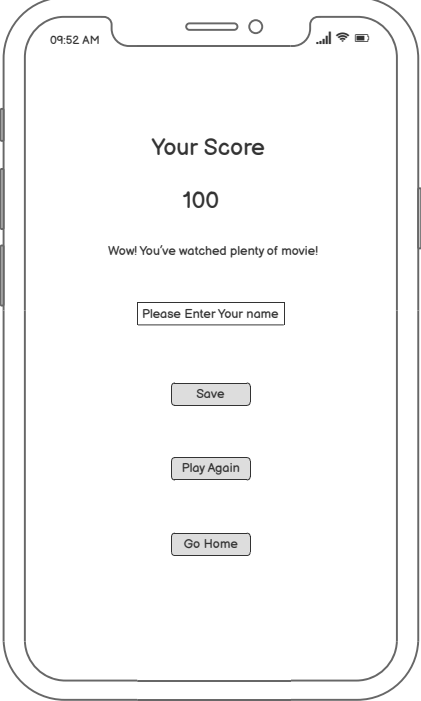 09:52 AM
Your Score
100
Wow! You've watched plenty of movie!
Please Enter Your name
Save
Play Again
Go Home